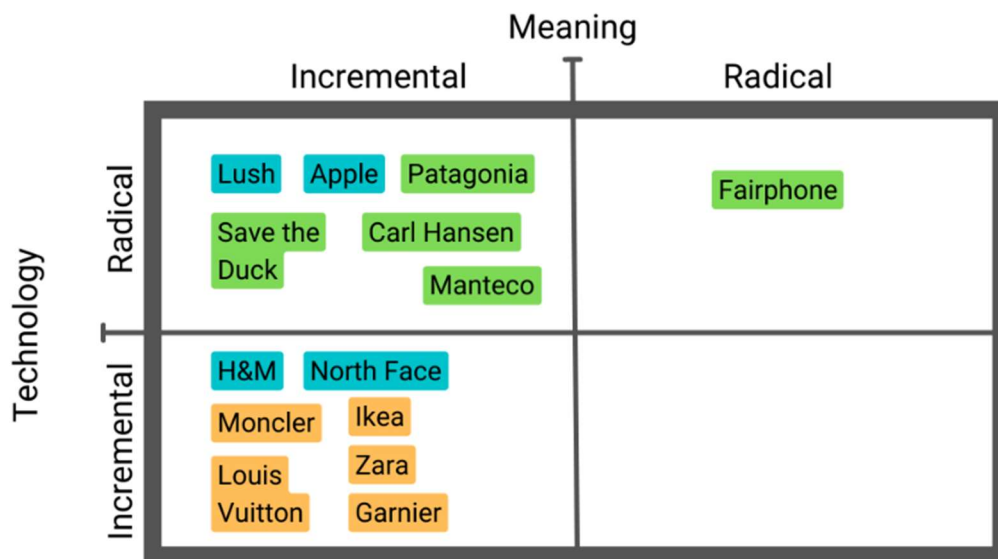 Meaning
Incremental
Radical
Technology
Radical
Lush
Apple
Patagonia
Save the
Duck
Carl Hansen
Manteco
Fairphone
Incremental
H&M
North Face
Moncler
Ikea
Louis
Vuitton
Zara
Garnier